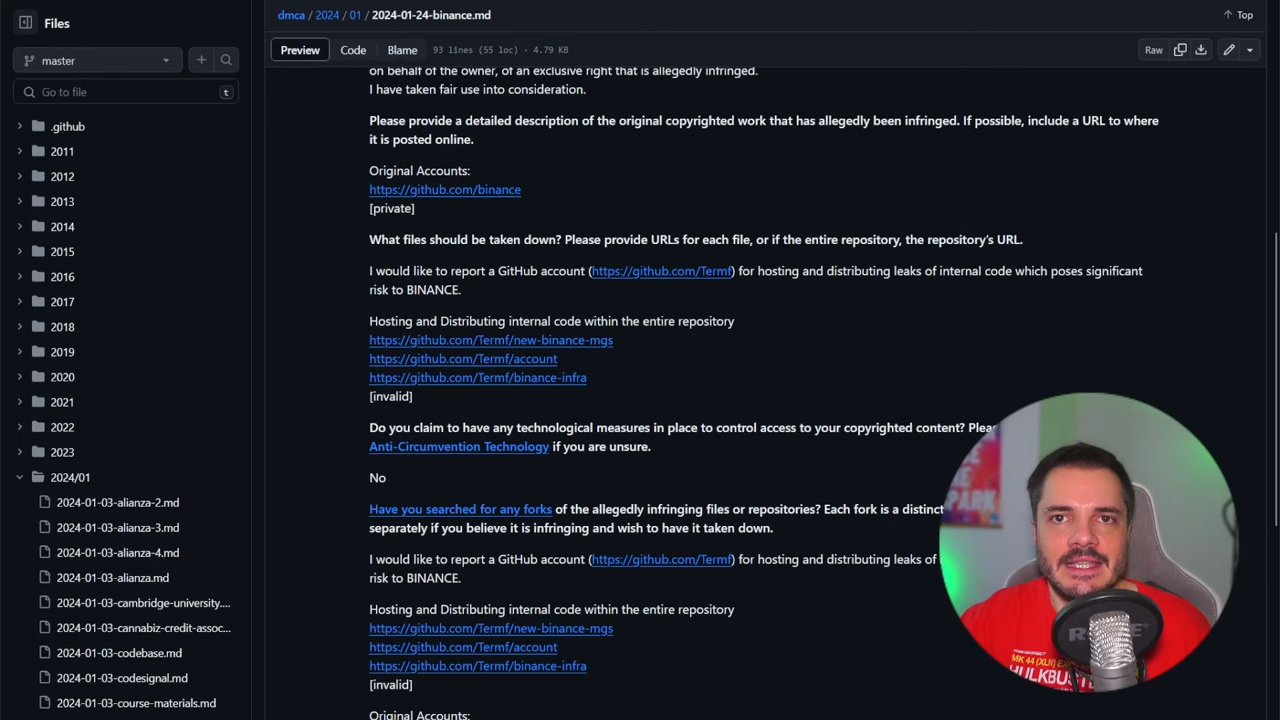 Files
master
Go to file
t
.github
2011
2012
2013
2014
2015
2016
2017
2018
2019
2020
2021
2022
2023
2024/01
2024-01-03-alianza-2.md
2024-01-03-alianza-3.md
2024-01-03-alianza-4.md
2024-01-03-alianza.md
2024-01-03-cambridge-university....
2024-01-03-cannabiz-credit-assoc...
2024-01-03-codebase.md
2024-01-03-codesignal.md
2024-01-03-course-materials.md
dmca / 2024 / 01 / 2024-01-24-binance.md
Top
Preview Code Blame 93 lines (55 loc) · 4.79 KB
Raw
on behalf of the owner, of an exclusive right that is allegedly infringed.
I have taken fair use into consideration.
Please provide a detailed description of the original copyrighted work that has allegedly been infringed. If possible, include a URL to where
it is posted online.
Original Accounts:
https://github.com/binance
[private]
What files should be taken down? Please provide URLs for each file, or if the entire repository, the repository's URL.
I would like to report a GitHub account (https://github.com/Termf) for hosting and distributing leaks of internal code which poses significant
risk to BINANCE.
Hosting and Distributing internal code within the entire repository
https://github.com/Termf/new-binance-mgs
https://github.com/Termf/account
https://github.com/Termf/binance-infra
[invalid]
Do you claim to have any technological measures in place to control access to your copyrighted content? Plea
Anti-Circumvention Technology if you are unsure.
No
Have you searched for any forks of the allegedly infringing files or repositories? Each fork is a distinct
separately if you believe it is infringing and wish to have it taken down.
I would like to report a GitHub account (https://github.com/Termf) for hosting and distributing leaks of
risk to BINANCE.
Hosting and Distributing internal code within the entire repository
https://github.com/Termf/new-binance-mgs
https://github.com/Termf/account
https://github.com/Termf/binance-infra
[invalid]
Original Accounts:
MK 44 (XLN)
HULKBUST